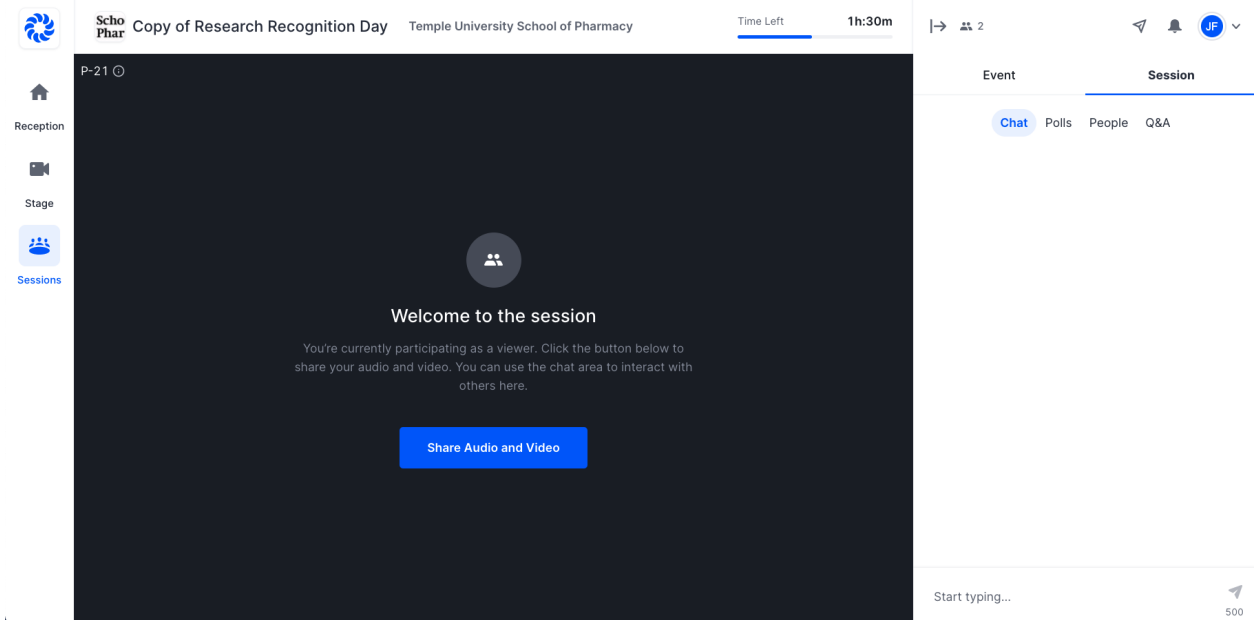 Scho
Phar
Copy of Research Recognition Day
Temple University School of Pharmacy
Time Left
1h:30m
2
JF
Reception
Stage
Sessions
P-21
Welcome to the session
You're currently participating as a viewer. Click the button below to
share your audio and video. You can use the chat area to interact with
others here.
Share Audio and Video
Event
Session
Chat
Polls
People
Q&A
Start typing...
500